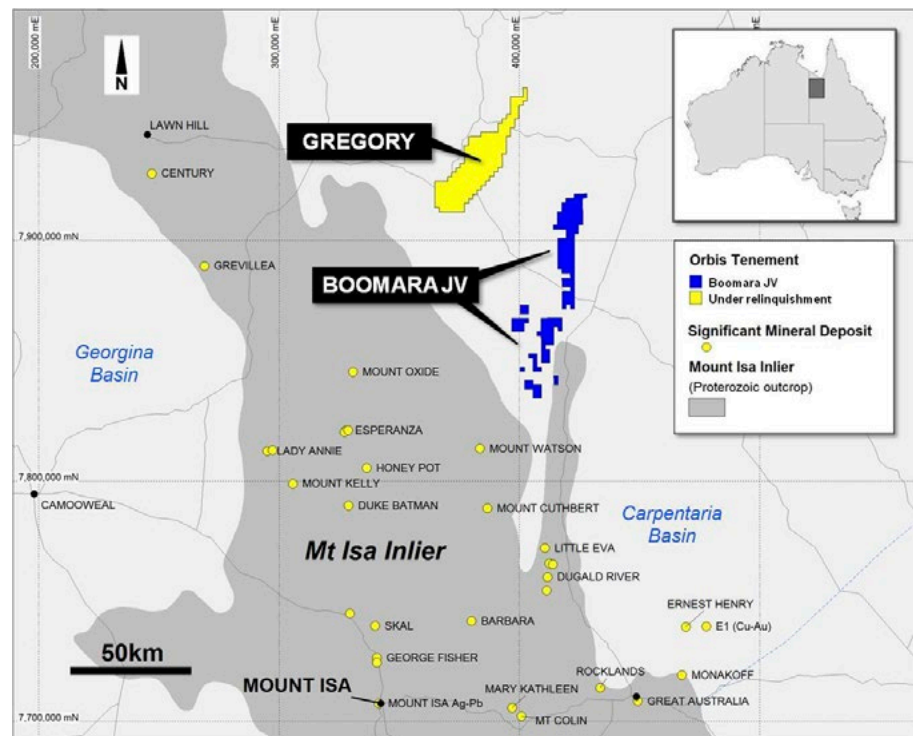 200,000 mE
300,000 mE
400,000 mE
N
LAWN HILL
CENTURY
GREGORY
7,900,000 mN
GREVILLEA
BOOMARA JV
Orbis Tenement
Boomara JV
Under relinquishment
Significant Mineral Deposit
Mount Isa Inlier
(Proterozoic outcrop)
Georgina
Basin
MOUNT OXIDE
ESPERANZA
LADY ANNIE
MOUNT WATSON
HONEY POT
7,800,000 mN
MOUNT KELLY
CAMOOWEAL
DUKE BATMAN
MOUNT CUTHBERT
Carpentaria
Basin
Mt Isa Inlier
LITTLE EVA
DUGALD RIVER
ERNEST HENRY
E1 (Cu-Au)
SKAL
BARBARA
50km
GEORGE FISHER
MOUNT ISA
ROCKLANDS
MONAKOFF
MARY KATHLEEN
MOUNT ISA Ag-Pb
GREAT AUSTRALIA
MT COLIN
7,700,000 mN